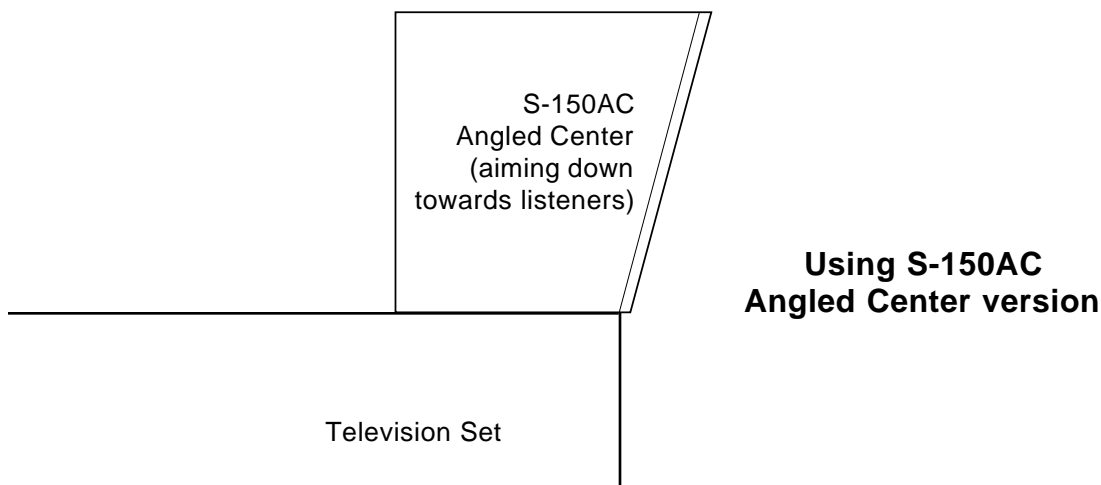 S-150AC
Angled Center
(aiming down
towards listeners)
Using S-150AC
Angled Center version
Television Set